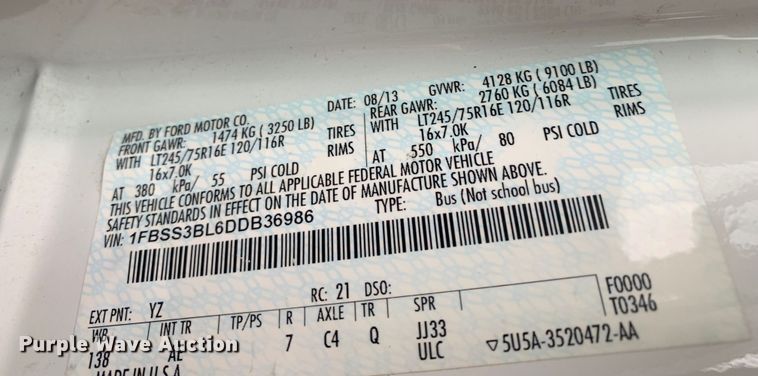 MFD. BY FORD MOTOR CO.
DATE: 08/13
GVWR: 4128 KG ( 9100 LB)
FRONT GAWR: 1474 KG ( 3250 LB)
REAR GAWR: 2760 KG ( 6084 LB)
WITH LT245/75R16E 120/116R TIRES
WITH LT245/75R16E 120/116R TIRES
16x7.0K RIMS
16x7.0K RIMS
AT 380 kPa/ 55 PSI COLD
AT 550 kPa/ 80 PSI COLD
THIS VEHICLE CONFORMS TO ALL APPLICABLE FEDERAL MOTOR VEHICLE
SAFETY STANDARDS IN EFFECT ON THE DATE OF MANUFACTURE SHOWN ABOVE.
VIN: 1FBSS3BL6DDB36986
TYPE: Bus (Not school bus)
EXT PNT: YZ RC: 21 DSO: F0000
WB INT TR TP/PS R AXLE TR SPR T0346
138 AE 7 C4 Q JJ33
ULC ▽5U5A-3520472-AA
MADE IN U.S.A.
Purple Wave Auction